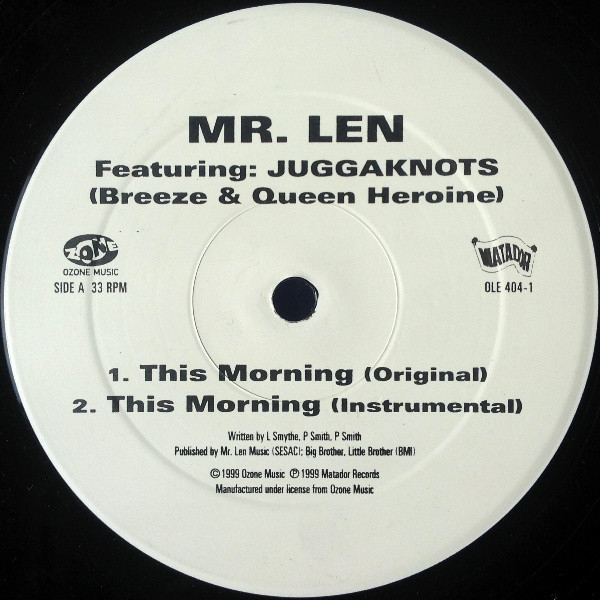 MR. LEN
Featuring: JUGGAKNOTS
(Breeze & Queen Heroine)
OZONE
OZONE MUSIC
SIDE A 33 RPM
MATADOR
OLE 404-1
1. This Morning (Original)
2. This Morning (Instrumental)
Written by L Smythe, P Smith, P Smith
Published by Mr. Len Music (SESAC); Big Brother, Little Brother (BMI)
©1999 Ozone Music ℗1999 Matador Records
Manufactured under license from Ozone Music